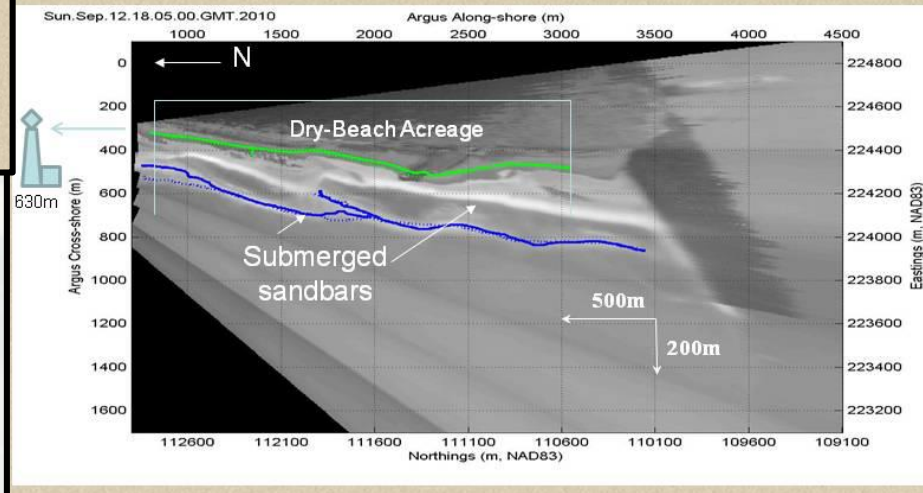 Sun.Sep.12.18.05.00.GMT.2010
Argus Along-shore (m)
1000 1500 2000 2500 3000 3500 4000 4500
N
0
200
400
600
800
1000
1200
1400
1600
Argus Cross-shore (m)
630m
Dry-Beach Acreage
Submerged
sandbars
500m
200m
224800
224600
224400
224200
224000
223800
223600
223400
223200
Eastings (m, NAD83)
112600 112100 111600 111100 110600 110100 109600 109100
Northings (m, NAD83)